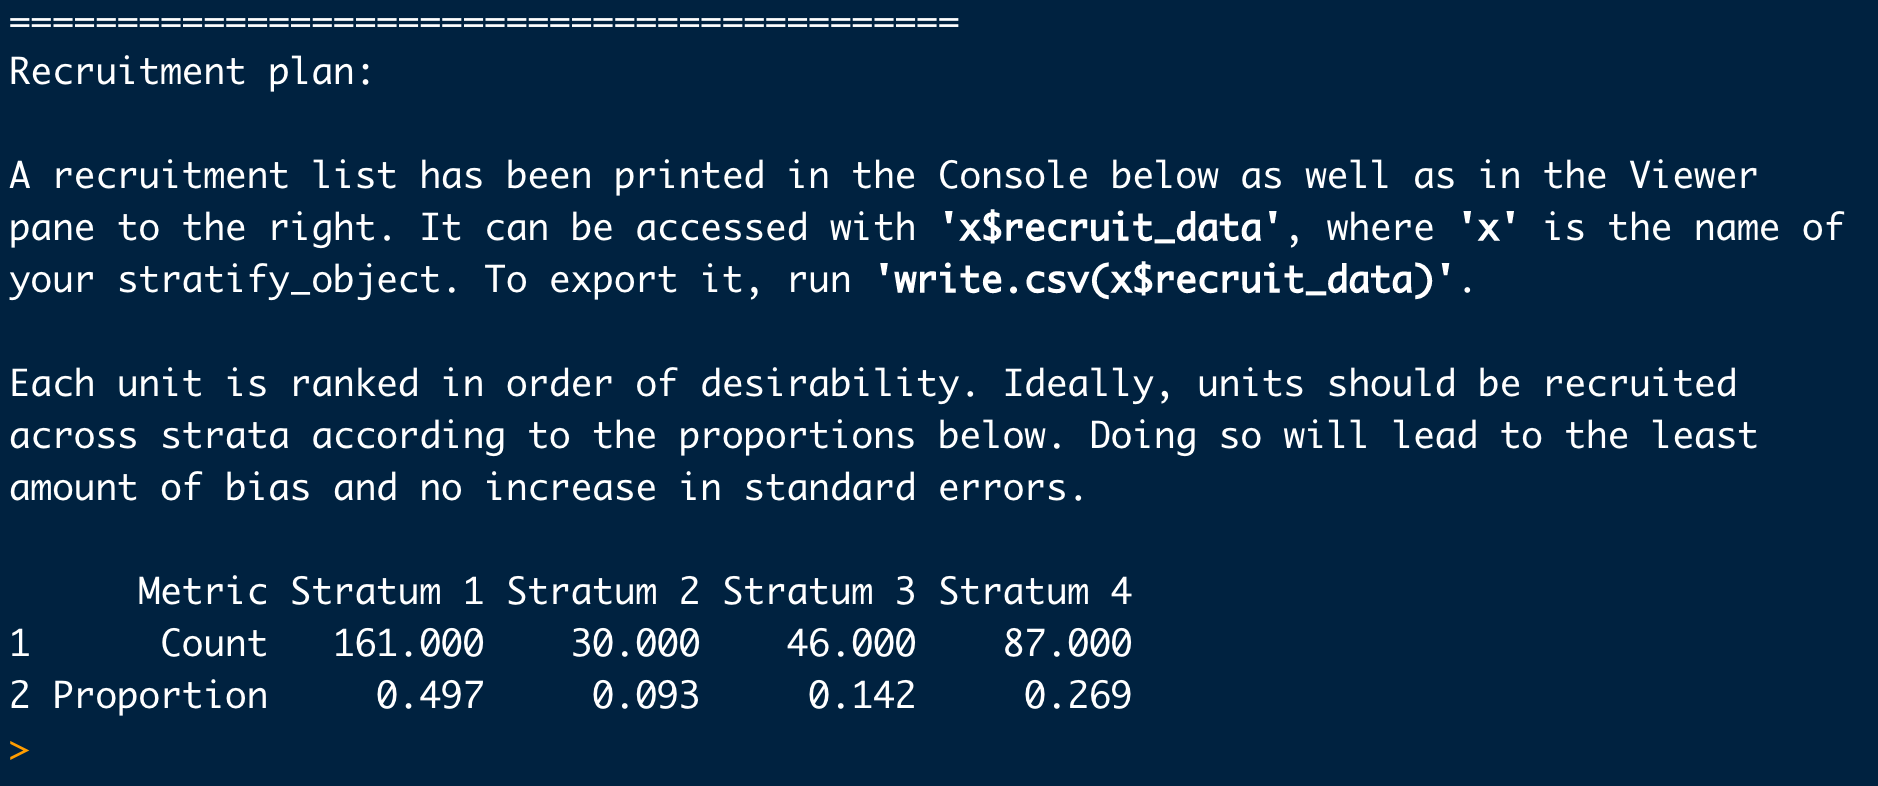 ============================================
Recruitment plan:
A recruitment list has been printed in the Console below as well as in the Viewer
pane to the right. It can be accessed with 'x$recruit_data', where 'x' is the name of
your stratify_object. To export it, run 'write.csv(x$recruit_data)'.
Each unit is ranked in order of desirability. Ideally, units should be recruited
across strata according to the proportions below. Doing so will lead to the least
amount of bias and no increase in standard errors.
Metric Stratum 1 Stratum 2 Stratum 3 Stratum 4
1 Count 161.000 30.000 46.000 87.000
2 Proportion 0.497 0.093 0.142 0.269
>